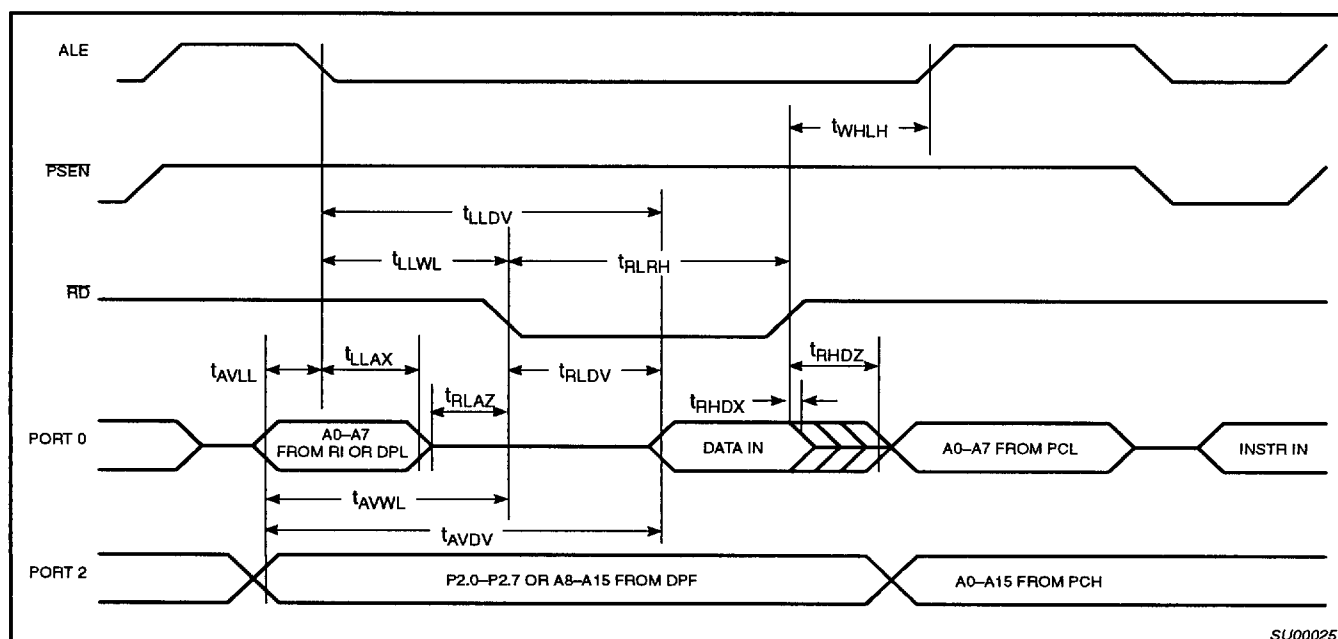 ALE
tWHLH
PSEN
tLLDV
tLLWL
tRLRH
RD
tAVLL
tLLAX
tRLAZ
tRLDV
tRHDZ
tRHDX
PORT 0
A0–A7
FROM RI OR DPL
DATA IN
A0–A7 FROM PCL
INSTR IN
tAVWL
tAVDV
PORT 2
P2.0–P2.7 OR A8–A15 FROM DPF
A0–A15 FROM PCH
SU00025